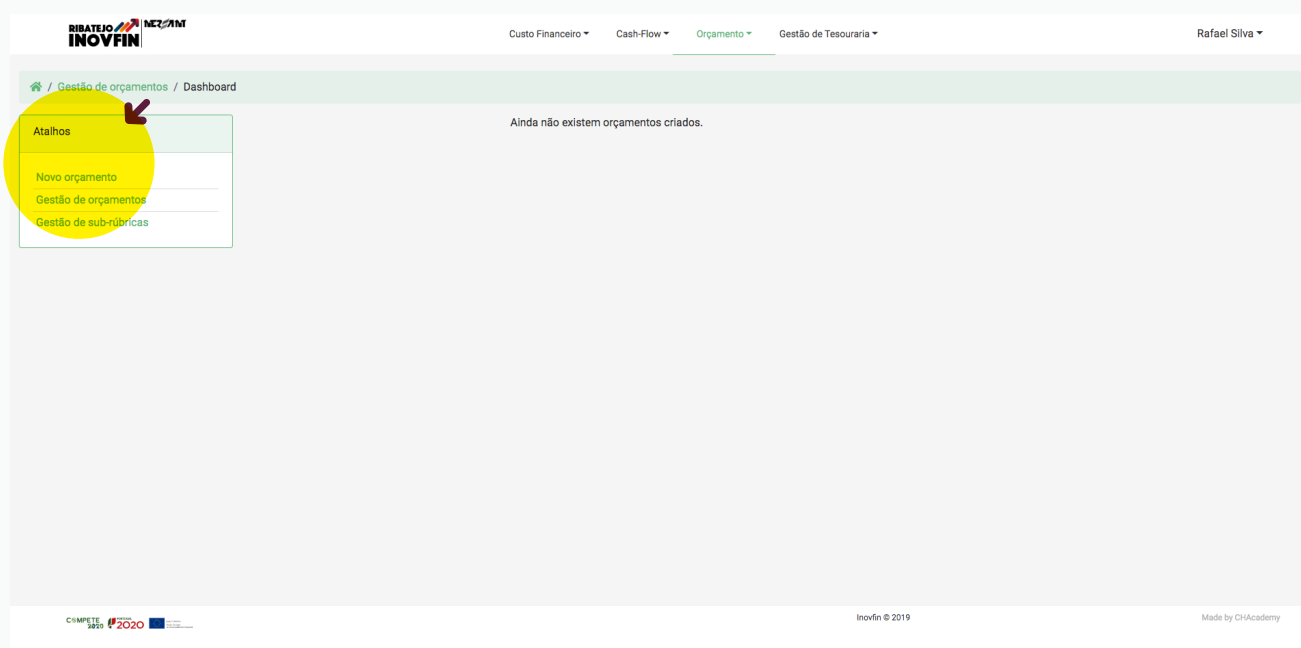 RIBATEJO
INOVFIN
NERSANT
Custo Financeiro Cash-Flow Orçamento Gestão de Tesouraria Rafael Silva
/ Gestão de orçamentos / Dashboard
Atalhos
Ainda não existem orçamentos criados.
Novo orçamento
Gestão de orçamentos
Gestão de sub-rúbricas
COMPETE
2020
PORTUGAL
2020
Inovfin © 2019
Made by CHAcademy